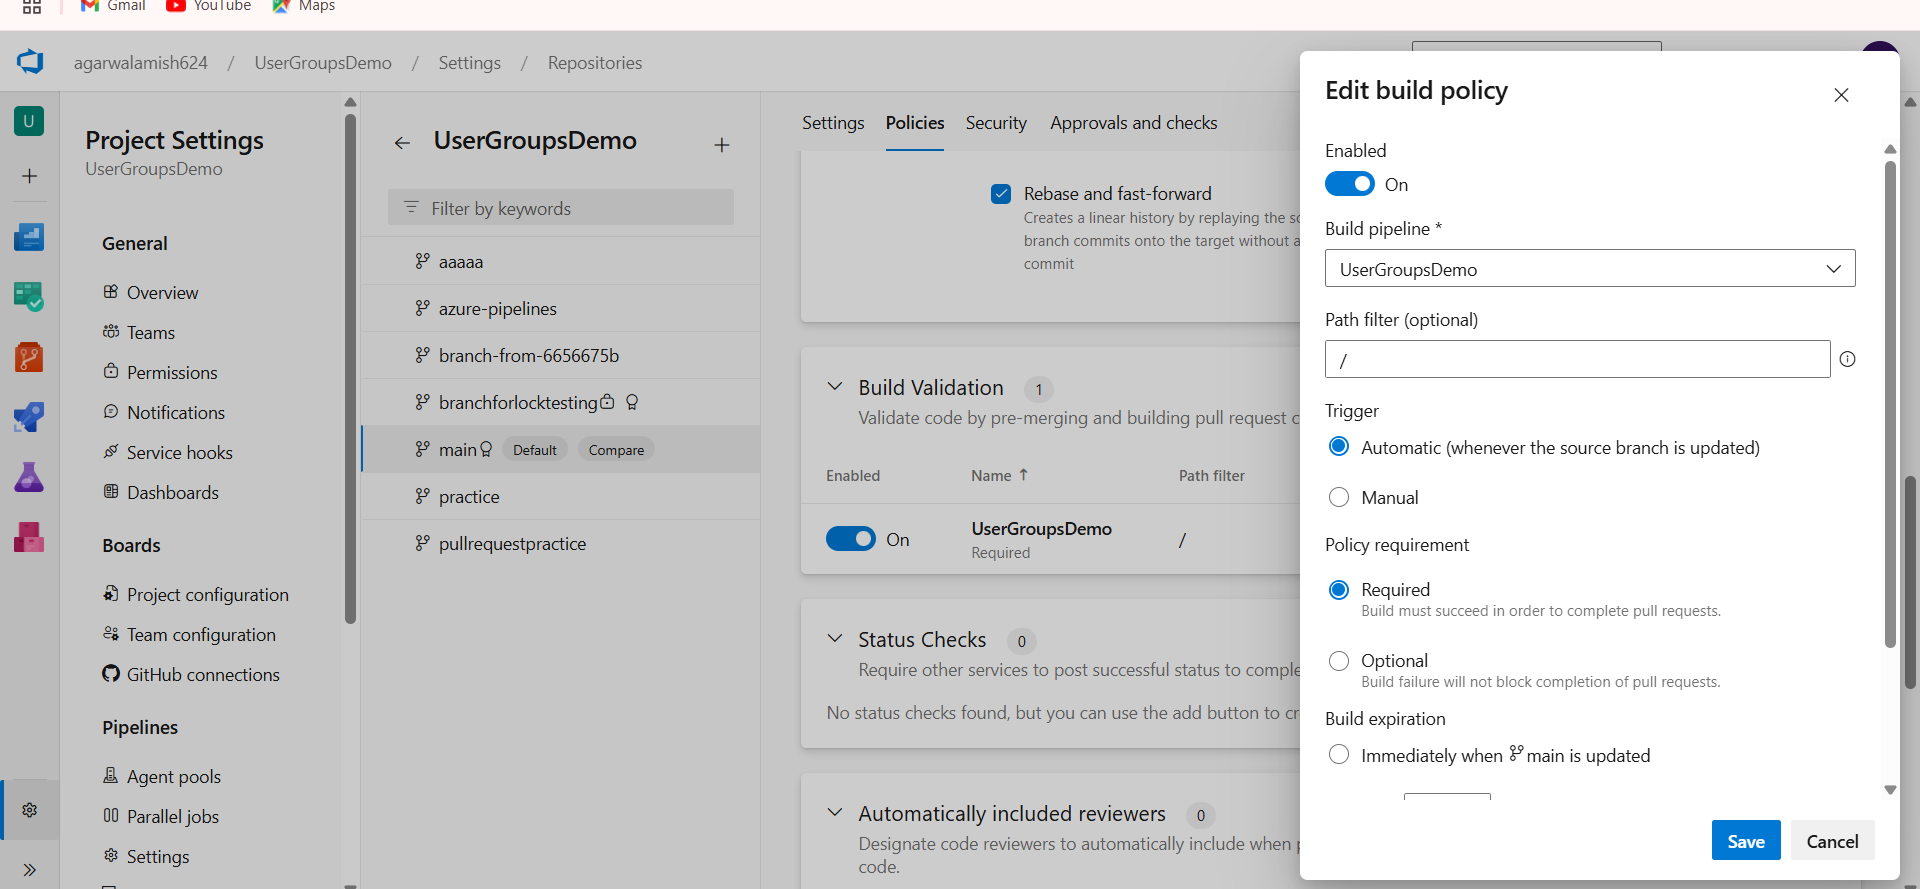 Gmail
YouTube
Maps
agarwalamish624 / UserGroupsDemo / Settings / Repositories
U
Project Settings
UserGroupsDemo
General
Overview
Teams
Permissions
Notifications
Service hooks
Dashboards
Boards
Project configuration
Team configuration
GitHub connections
Pipelines
Agent pools
Parallel jobs
Settings
UserGroupsDemo
Filter by keywords
aaaaa
azure-pipelines
branch-from-6656675b
branchforlocktesting
main Default Compare
practice
pullrequestpractice
Settings Policies Security Approvals and checks
Rebase and fast-forward
Creates a linear history by replaying the
branch commits onto the target without a
commit
Build Validation 1
Validate code by pre-merging and building pull request
Enabled Name ↑ Path filter
On UserGroupsDemo /
Required
Status Checks 0
Require other services to post successful status to
No status checks found, but you can use the add button to
Automatically included reviewers 0
Designate code reviewers to automatically include when
code.
Edit build policy
Enabled
On
Build pipeline *
UserGroupsDemo
Path filter (optional)
/
Trigger
Automatic (whenever the source branch is updated)
Manual
Policy requirement
Required
Build must succeed in order to complete pull requests.
Optional
Build failure will not block completion of pull requests.
Build expiration
Immediately when main is updated
Save Cancel